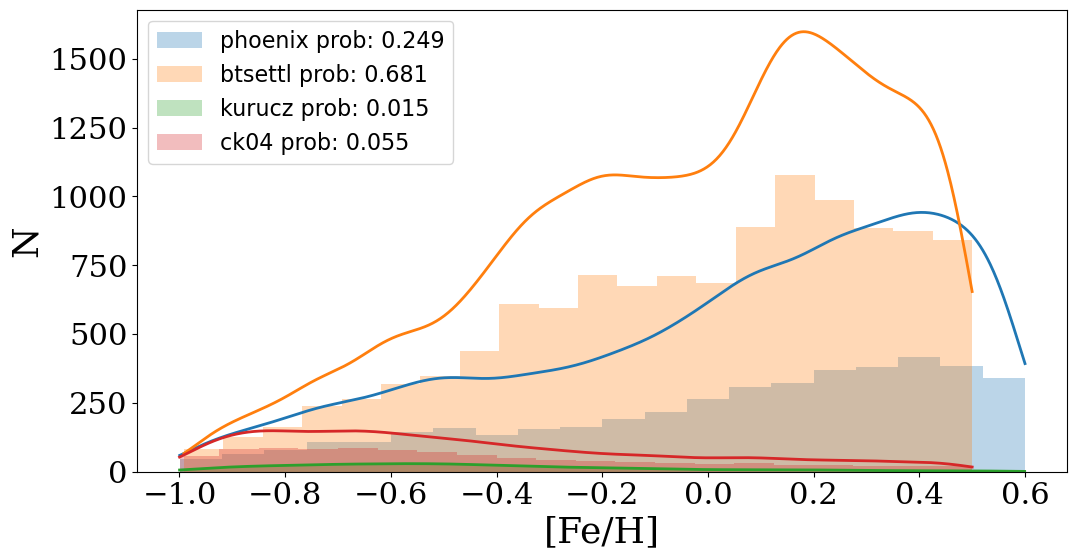 phoenix prob: 0.249
btsettl prob: 0.681
kurucz prob: 0.015
ck04 prob: 0.055
1500
1250
1000
750
500
250
0
N
−1.0 −0.8 −0.6 −0.4 −0.2 0.0 0.2 0.4 0.6
[Fe/H]